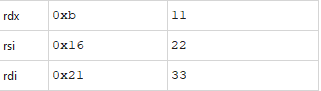 rdx 0xb 11
rsi 0x16 22
rdi 0x21 33